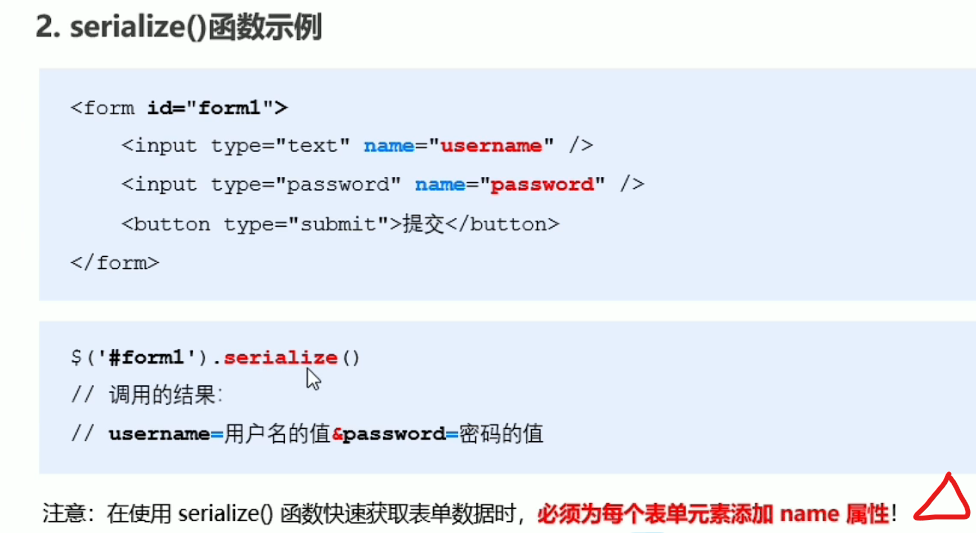 2. serialize()函数示例
<form id="form1">
<input type="text" name="username" />
<input type="password" name="password" />
<button type="submit">提交</button>
</form>
$('#form1').serialize()
// 调用的结果：
// username=用户名的值&password=密码的值
注意：在使用 serialize() 函数快速获取表单数据时，必须为每个表单元素添加 name 属性！